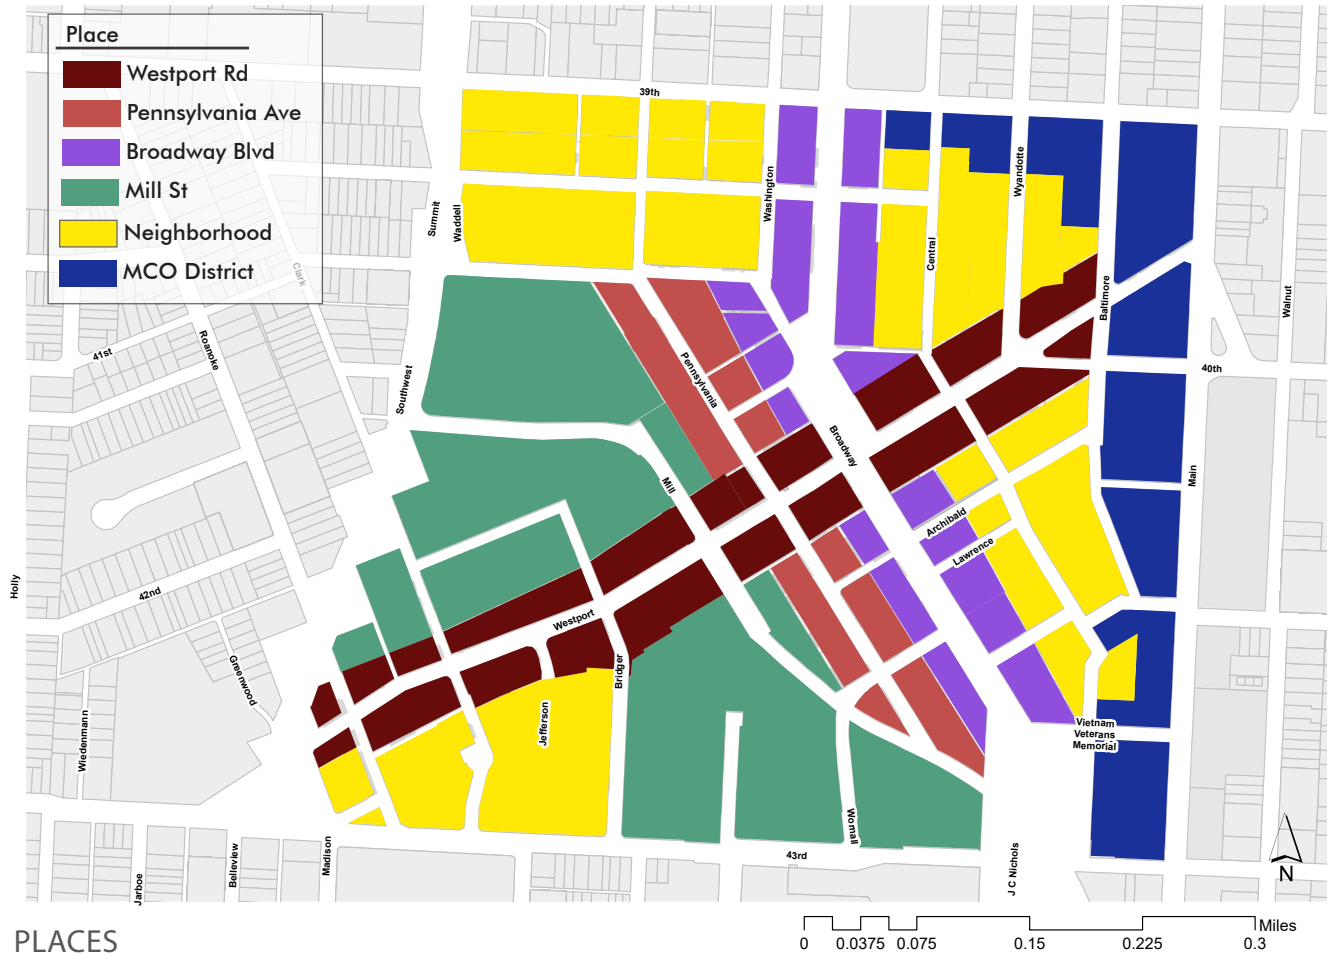 Place
Westport Rd
Pennsylvania Ave
Broadway Blvd
Mill St
Neighborhood
MCO District
39th
Summit
Waddell
Washington
Central
Wyandotte
Baltimore
Walnut
Clark
41st
Roanoke
Southwest
Pennsylvania
Broadway
40th
Main
Mill
Archibald
Lawrence
Holly
42nd
Westport
Greenwood
Bridger
Jefferson
Wiedenmann
Vietnam
Veterans
Memorial
Wornall
Madison
Belleview
Jarboe
43rd
J C Nichols
N
PLACES
Miles
0
0.0375
0.075
0.15
0.225
0.3